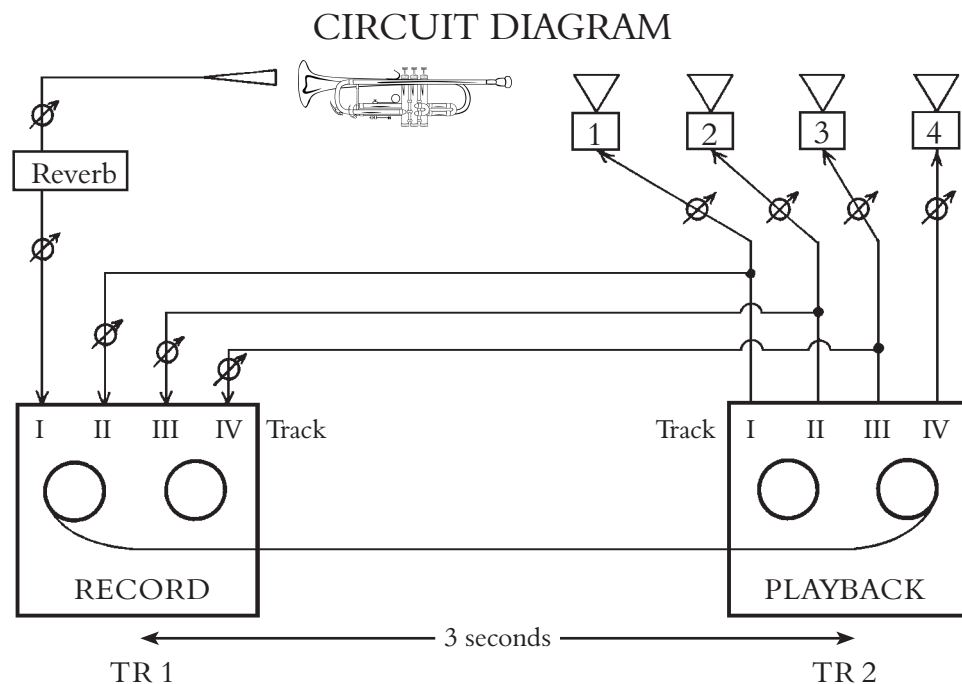 CIRCUIT DIAGRAM
1 2 3 4
Reverb
I II III IV Track
Track I II III IV
RECORD
PLAYBACK
3 seconds
TR 1
TR 2